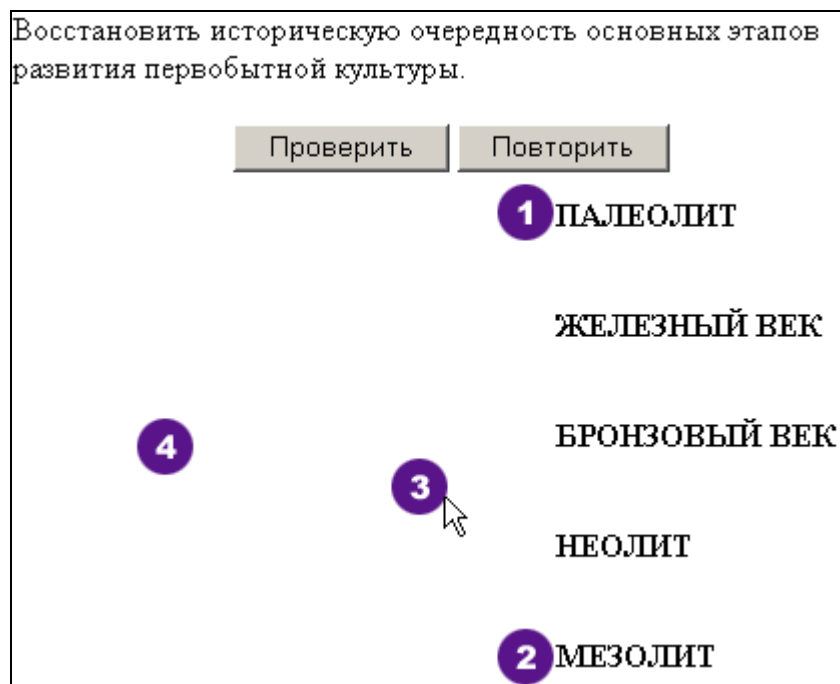 Восстановить историческую очередность основных этапов
развития первобытной культуры.
Проверить Повторить
1 ПАЛЕОЛИТ
ЖЕЛЕЗНЫЙ ВЕК
БРОНЗОВЫЙ ВЕК
4
3
НЕОЛИТ
2 МЕЗОЛИТ